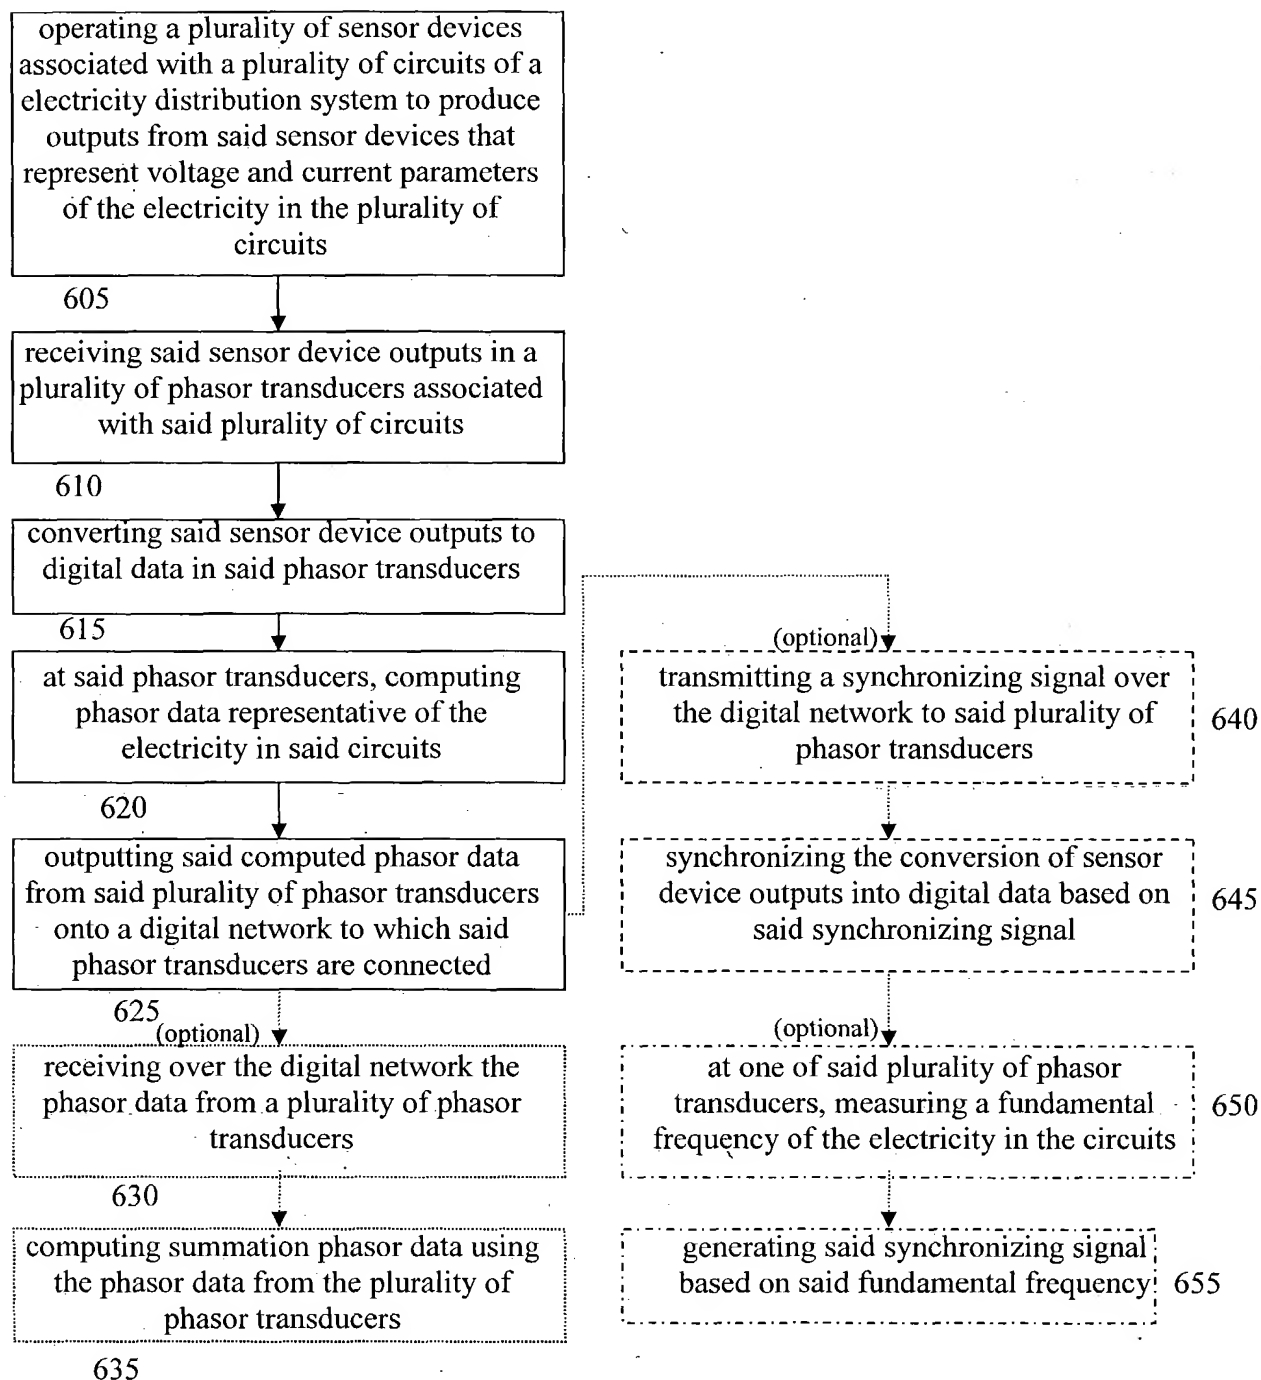 operating a plurality of sensor devices
associated with a plurality of circuits of a
electricity distribution system to produce
outputs from said sensor devices that
represent voltage and current parameters
of the electricity in the plurality of
circuits
605
receiving said sensor device outputs in a
plurality of phasor transducers associated
with said plurality of circuits
610
converting said sensor device outputs to
digital data in said phasor transducers
615
at said phasor transducers, computing
phasor data representative of the
electricity in said circuits
620
outputting said computed phasor data
from said plurality of phasor transducers
onto a digital network to which said
phasor transducers are connected
625
(optional)
receiving over the digital network the
phasor data from a plurality of phasor
transducers
630
computing summation phasor data using
the phasor data from the plurality of
phasor transducers
635
(optional)
transmitting a synchronizing signal over
the digital network to said plurality of
phasor transducers
640
synchronizing the conversion of sensor
device outputs into digital data based on
said synchronizing signal
645
(optional)
at one of said plurality of phasor
transducers, measuring a fundamental
frequency of the electricity in the circuits
650
generating said synchronizing signal
based on said fundamental frequency
655